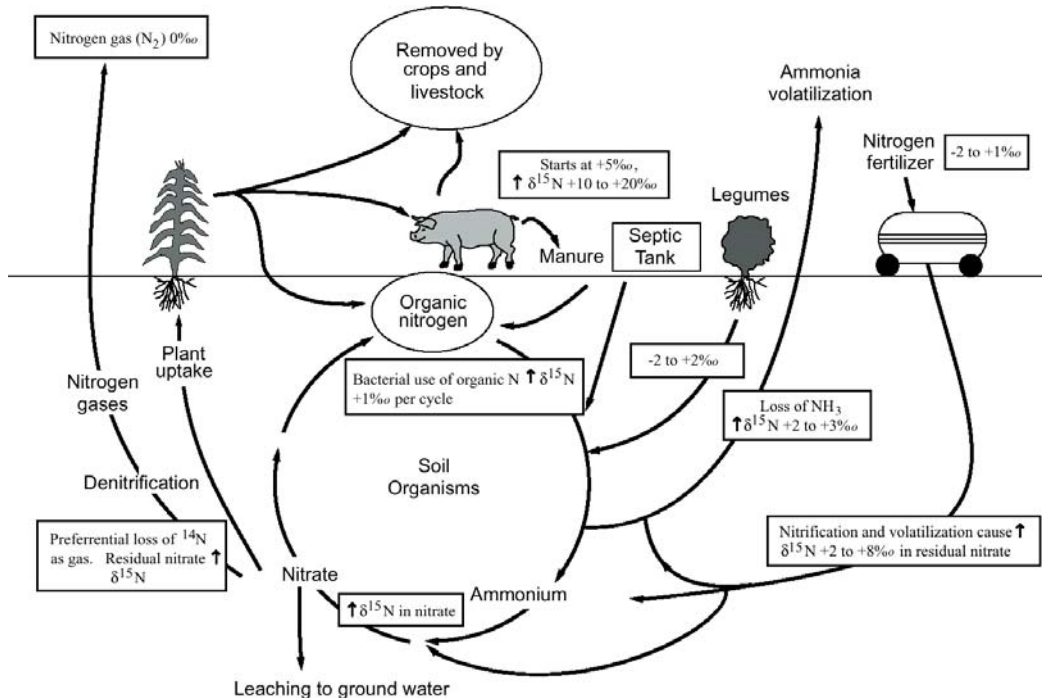 Nitrogen gas (N2) 0‰
Removed by
crops and
livestock
Ammonia
volatilization
Nitrogen
fertilizer
-2 to +1‰
Starts at +5‰,
↑ δ15N +10 to +20‰
Legumes
Manure
Septic
Tank
Organic
nitrogen
Plant
uptake
Nitrogen
gases
Bacterial use of organic N ↑ δ15N
+1‰ per cycle
-2 to +2‰
Loss of NH3
↑δ15N +2 to +3‰
Soil
Organisms
Denitrification
Preferrential loss of 14N
as gas. Residual nitrate ↑
δ15N
Nitrification and volatilization cause ↑
δ15N +2 to +8‰ in residual nitrate
Nitrate
Ammonium
↑δ15N in nitrate
Leaching to ground water